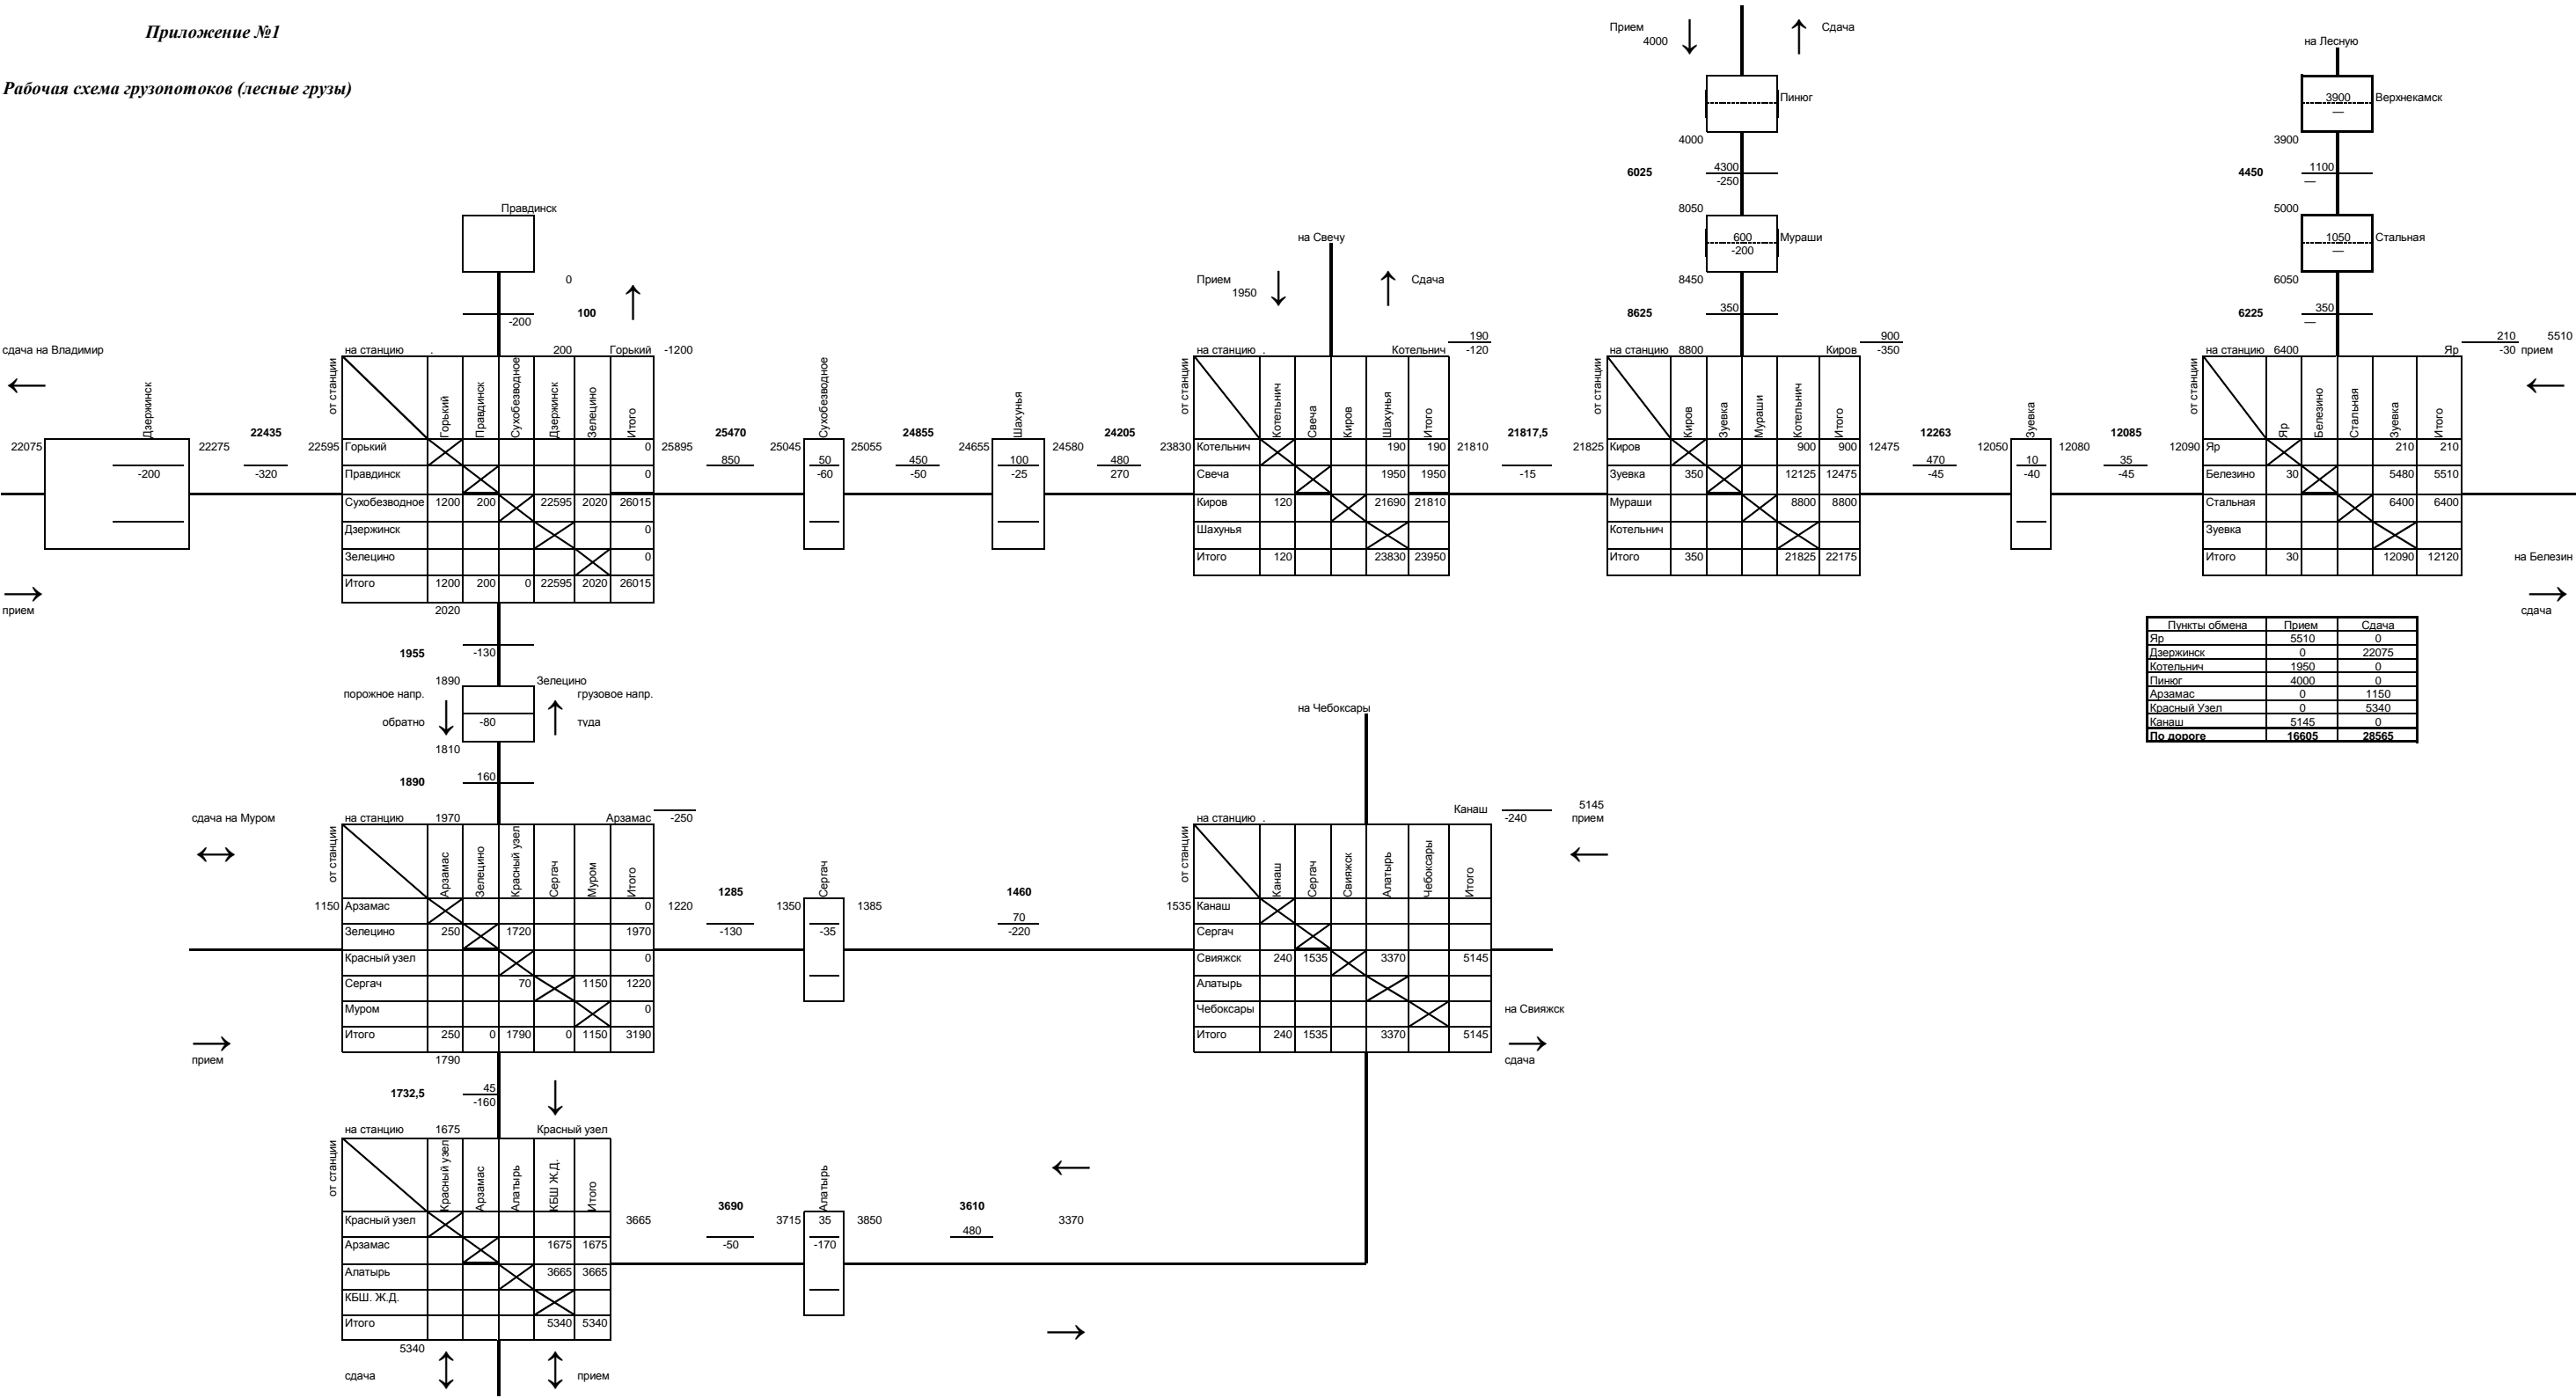 Приложение №1
Рабочая схема грузопотоков (лесные грузы)
Прием
4000
Сдача
Пинюг
4000
6025
4300
-250
8050
600
-200
Мураши
8450
8625
350
на Лесную
3900
—
Верхнекамск
3900
4450
1100
—
5000
1050
—
Стальная
6050
6225
350
—
Правдинск
0
-200
100
на Свечу
Прием
1950
Сдача
сдача на Владимир
Дзержинск
22075
-200
22275
22435
-320
22595
прием
на станцию . 200 Горький -1200
от станции
Горький Правдинск Сухобезводное Дзержинск Зелецино Итого
Горький 0
Правдинск 0
Сухобезводное 1200 200 22595 2020 26015
Дзержинск 0
Зелецино 0
Итого 1200 200 0 22595 2020 26015
2020
25895
25470
850
25045
Сухобезводное
50
-60
25055
24855
450
-50
24655
Шахунья
100
-25
24580
24205
480
270
23830
на станцию . Котельнич
190
-120
от станции
Котельнич Свеча Киров Шахунья Итого
Котельнич 190 190
Свеча 1950 1950
Киров 120 21690 21810
Шахунья
Итого 120 23830 23950
21810
21817,5
-15
21825
на станцию 8800 Киров
900
-350
от станции
Киров Зуевка Мураши Котельнич Итого
Киров 900 900
Зуевка 350 12125 12475
Мураши 8800 8800
Котельнич
Итого 350 21825 22175
12475
12263
470
-45
12050
Зуевка
10
-40
12080
12085
35
-45
12090
на станцию 6400 Яр
210
-30
5510
прием
от станции
Яр Белезино Стальная Зуевка Итого
Яр 210 210
Белезино 30 5480 5510
Стальная 6400 6400
Зуевка
Итого 30 12090 12120
на Белезин
сдача
Пункты обмена Прием Сдача
Яр 5510 0
Дзержинск 0 22075
Котельнич 1950 0
Пинюг 4000 0
Арзамас 0 1150
Красный Узел 0 5340
Канаш 5145 0
По дороге 16605 28565
1955
-130
1890
Зелецино
порожное напр.
грузовое напр.
обратно
-80
туда
1810
1890
160
сдача на Муром
1150
прием
на станцию 1970 Арзамас
-250
от станции
Арзамас Зелецино Красный узел Сергач Муром Итого
Арзамас 0
Зелецино 250 1720 1970
Красный узел 0
Сергач 70 1150 1220
Муром 0
Итого 250 0 1790 0 1150 3190
1790
1220
1285
-130
1350
Сергач
-35
1385
1460
70
-220
1535
на Чебоксары
на станцию . Канаш
-240
5145
прием
от станции
Канаш Сергач Свияжск Алатырь Чебоксары Итого
Канаш
Сергач
Свияжск 240 1535 3370 5145
Алатырь
Чебоксары
Итого 240 1535 3370 5145
на Свияжск
сдача
1732,5
45
-160
на станцию 1675 Красный узел
от станции
Красный узел Арзамас Алатырь КБШ Ж.Д. Итого
Красный узел
Арзамас 1675 1675
Алатырь 3665 3665
КБШ. Ж.Д.
Итого 5340 5340
5340
сдача
прием
3665
3690
-50
3715
Алатырь
35
-170
3850
3610
480
3370